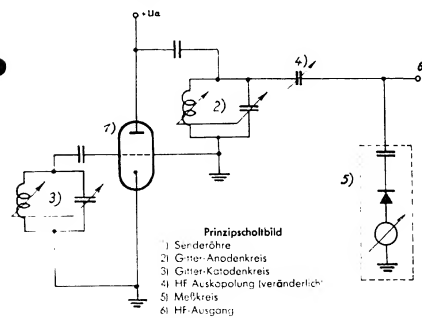 +Ua
4)
6
2)
1)
3)
5)
Prinzipschaltbild
1) Senderöhre
2) Gitter-Anodenkreis
3) Gitter-Katodenkreis
4) HF Auskopolung (veränderlich
5) Meßkreis
6) HF-Ausgang